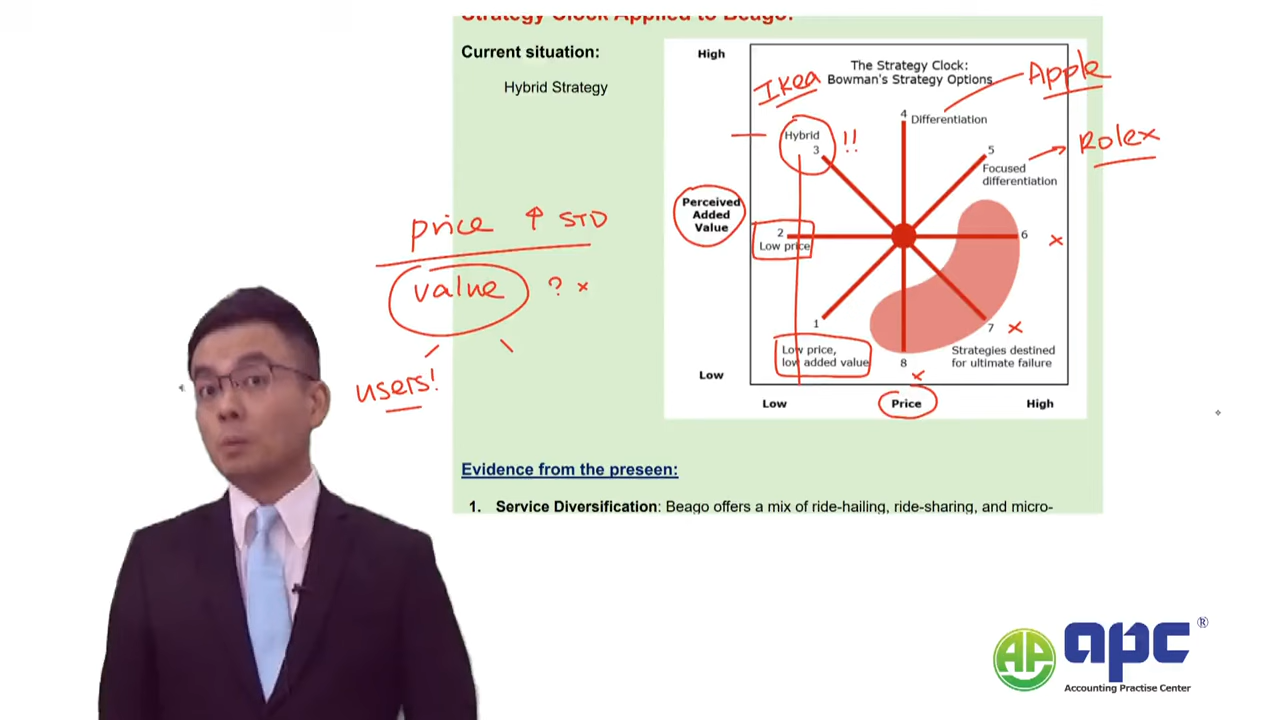 Strategy Clock Applied to Beago:
Current situation:
Hybrid Strategy
price ↑ STD
value ? ×
users!
High
The Strategy Clock:
Bowman's Strategy Options
Ikea
Apple
4
Differentiation
Hybrid
3
!!
5
Rolex
Focused
differentiation
Perceived
Added
Value
2
Low price
6
×
1
7
×
Low price,
low added value
8
×
Strategies destined
for ultimate failure
Low
Low
Price
High
Evidence from the preseen:
1. Service Diversification: Beago offers a mix of ride-hailing, ride-sharing, and micro-
apc
®
Accounting Practise Center